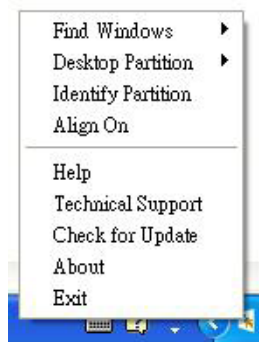 Find Windows
Desktop Partition
Identify Partition
Align On
Help
Technical Support
Check for Update
About
Exit